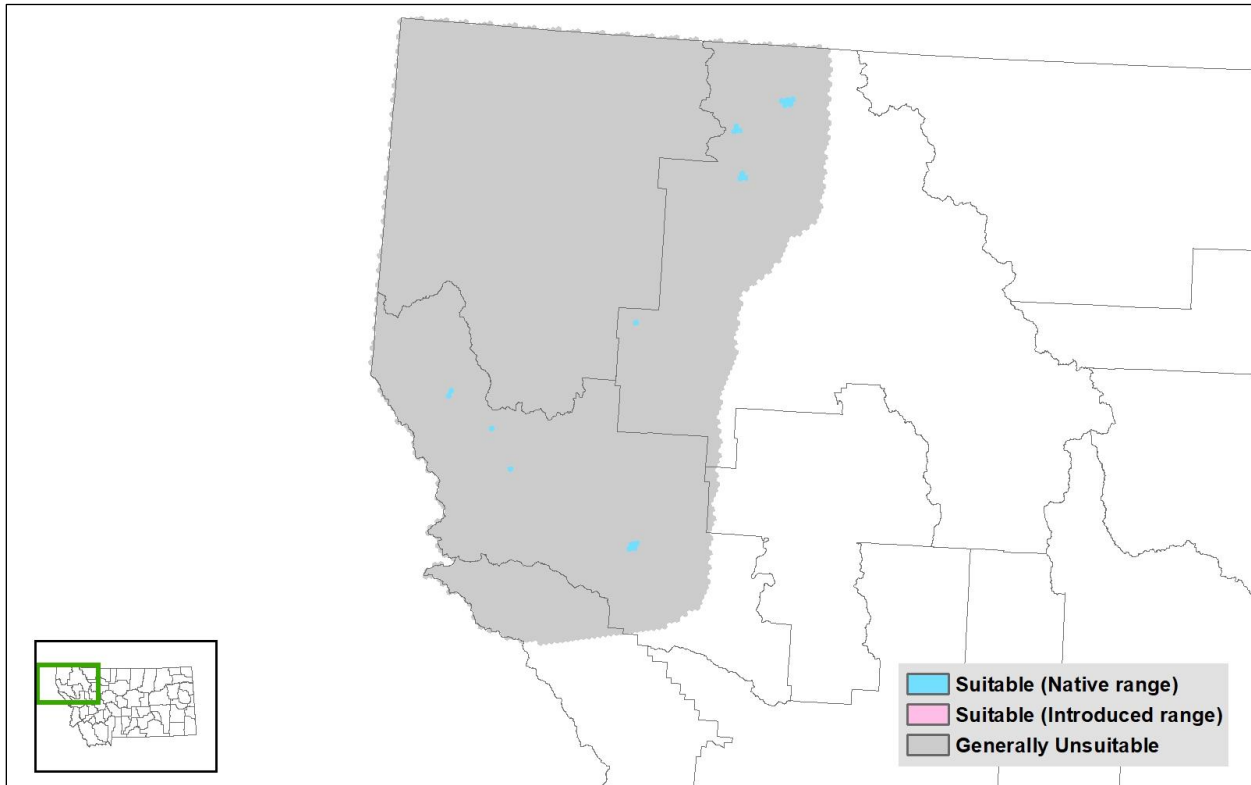 Suitable (Native range)
Suitable (Introduced range)
Generally Unsuitable